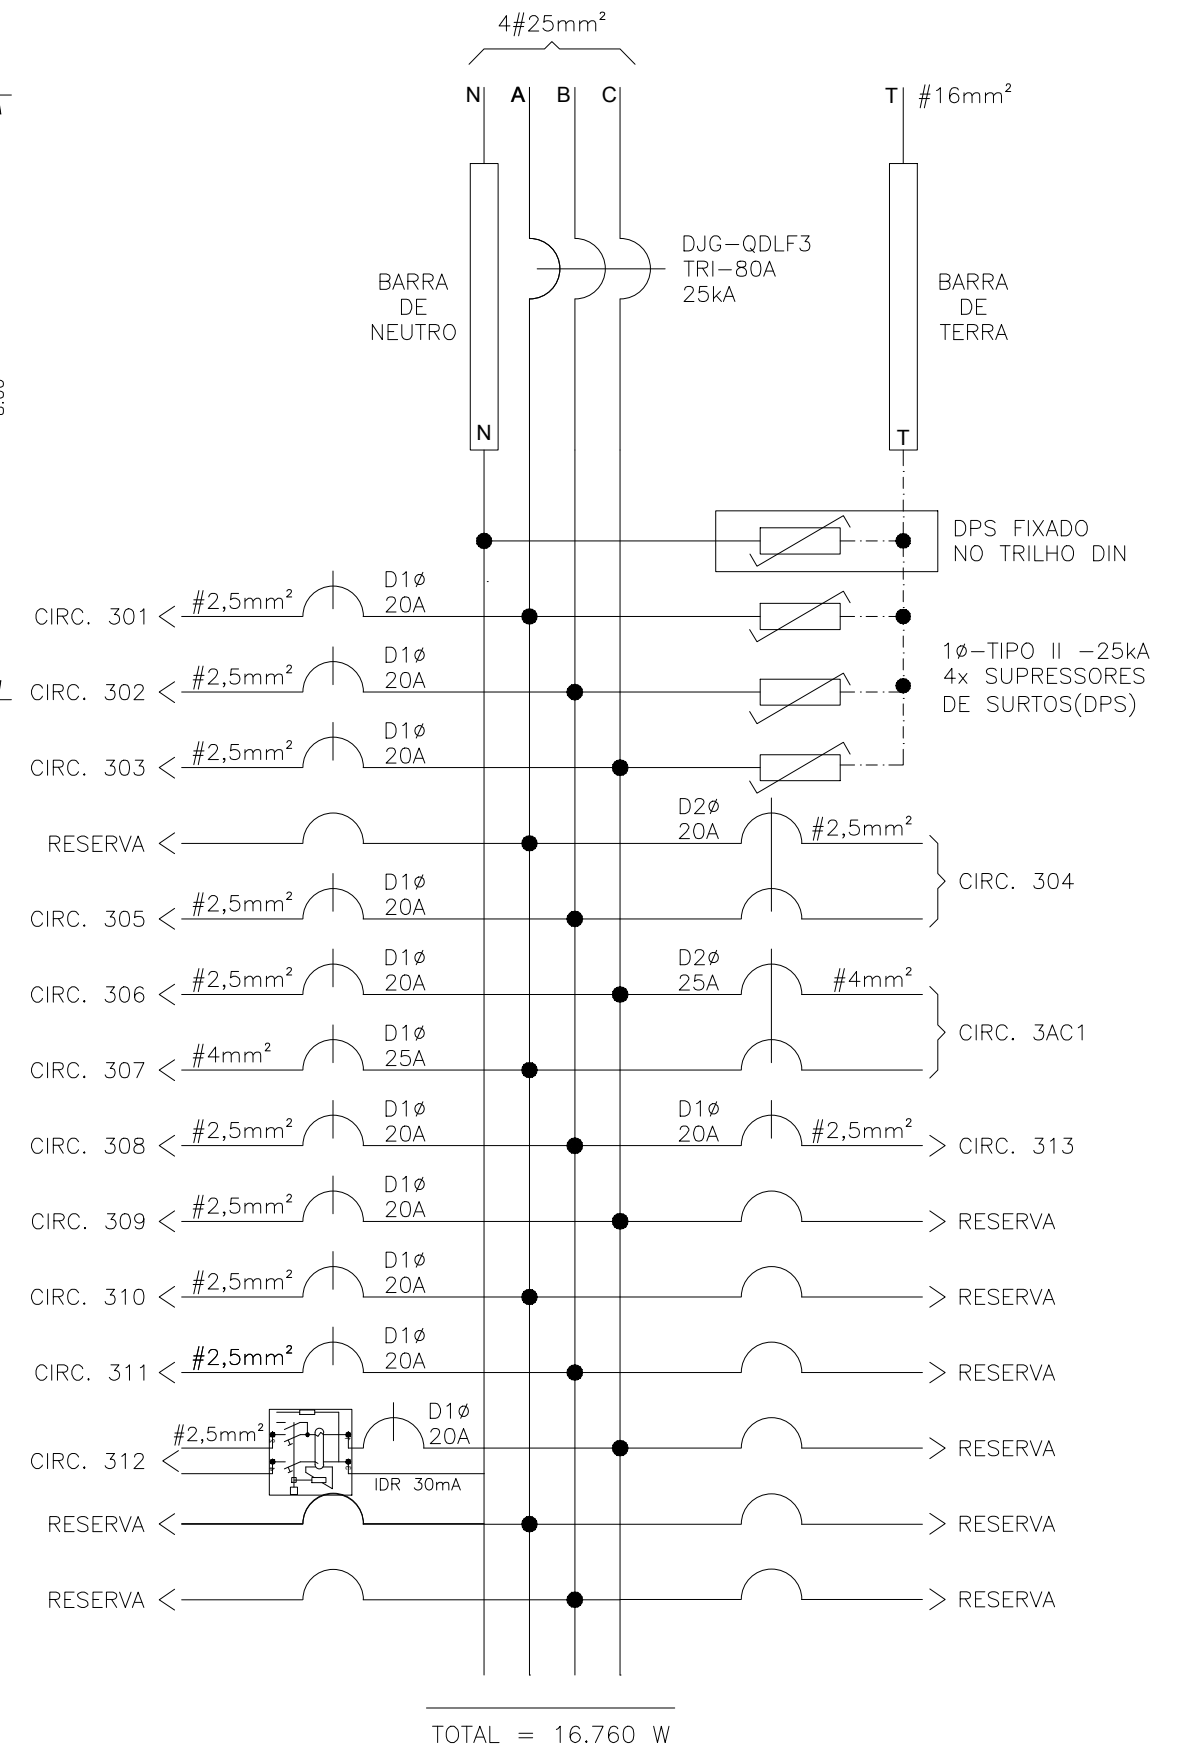 4#25mm²
N A B C
T #16mm²
DJG-QDLF3
TRI-80A
25kA
BARRA
DE
NEUTRO
BARRA
DE
TERRA
N
T
DPS FIXADO
NO TRILHO DIN
CIRC. 301 #2,5mm² D1ø
20A
1ø-TIPO II -25kA
4x SUPRESSORES
DE SURTOS(DPS)
CIRC. 302 #2,5mm² D1ø
20A
CIRC. 303 #2,5mm² D1ø
20A
RESERVA
D2ø
20A
#2,5mm²
CIRC. 304
CIRC. 305 #2,5mm² D1ø
20A
CIRC. 306 #2,5mm² D1ø
20A
D2ø
25A
#4mm²
CIRC. 3AC1
CIRC. 307 #4mm² D1ø
25A
CIRC. 308 #2,5mm² D1ø
20A
D1ø
20A
#2,5mm²
CIRC. 313
CIRC. 309 #2,5mm² D1ø
20A
RESERVA
CIRC. 310 #2,5mm² D1ø
20A
RESERVA
CIRC. 311 #2,5mm² D1ø
20A
RESERVA
CIRC. 312 #2,5mm² D1ø
20A
IDR 30mA
RESERVA
RESERVA
RESERVA
RESERVA
RESERVA
TOTAL = 16.760 W